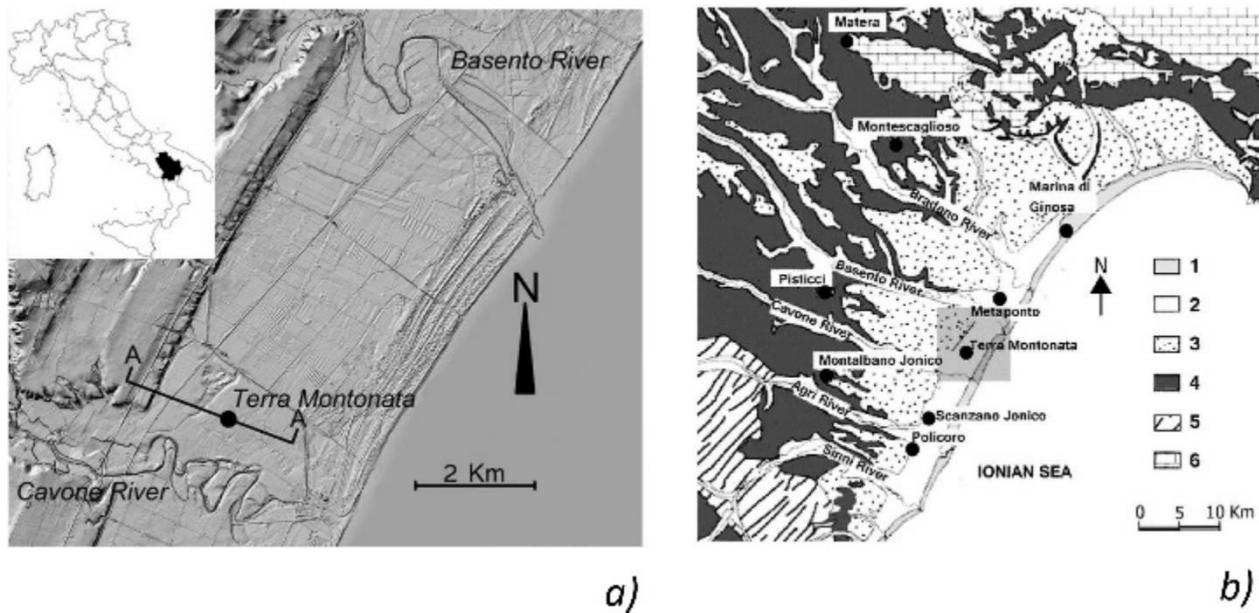 Basento River
N
A
Terra Montonata
A
2 Km
Cavone River
a)
Matera
Montescaglioso
Marina di
Ginosa
Bradano River
Basento River
Pisticci
Metaponto
Cavone River
Terra Montonata
Montalbano Jonico
Agri River
Scanzano Jonico
Policoro
Sinni River
IONIAN SEA
N
1
2
3
4
5
6
0 5 10 Km
b)